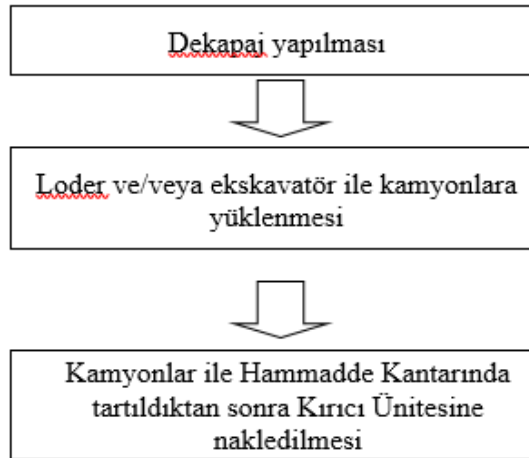 Dekapaj yapılması
Loder ve/veya ekskavatör ile kamyonlara
yüklenmesi
Kamyonlar ile Hammadde Kantarında
tartıldıktan sonra Kırıcı Ünitesine
nakledilmesi